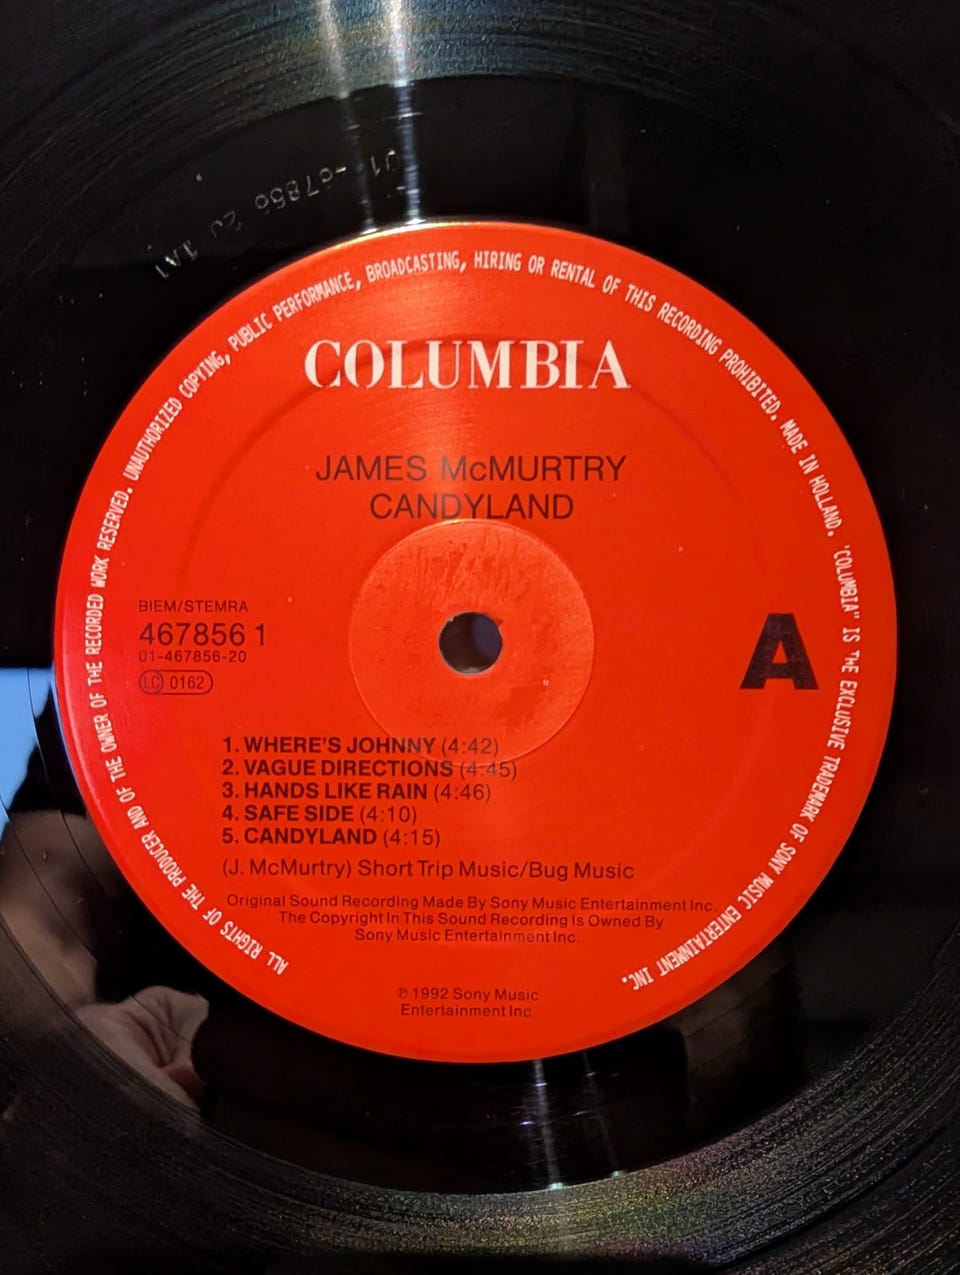 01-467856 20 1A1
ALL RIGHTS OF THE PRODUCER AND OF THE OWNER OF THE RECORDED WORK RESERVED. UNAUTHORIZED COPYING, PUBLIC PERFORMANCE, BROADCASTING, HIRING OR RENTAL OF THIS RECORDING PROHIBITED. MADE IN HOLLAND. 'COLUMBIA" IS THE EXCLUSIVE TRADEMARK OF SONY MUSIC ENTERTAINMENT INC.
COLUMBIA
JAMES McMURTRY
CANDYLAND
BIEM/STEMRA
467856 1
01-467856-20
LC 0162
A
1. WHERE'S JOHNNY (4:42)
2. VAGUE DIRECTIONS (4:45)
3. HANDS LIKE RAIN (4:46)
4. SAFE SIDE (4:10)
5. CANDYLAND (4:15)
(J. McMurtry) Short Trip Music/Bug Music
Original Sound Recording Made By Sony Music Entertainment Inc.
The Copyright In This Sound Recording Is Owned By
Sony Music Entertainment Inc.
℗ 1992 Sony Music
Entertainment Inc.